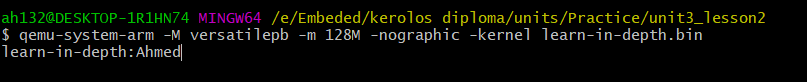 ah132@DESKTOP-1R1HN74 MINGW64 /e/Embeded/kerolos diploma/units/Practice/unit3_lesson2
$ qemu-system-arm -M versatilepb -m 128M -nographic -kernel learn-in-depth.bin
learn-in-depth:Ahmed